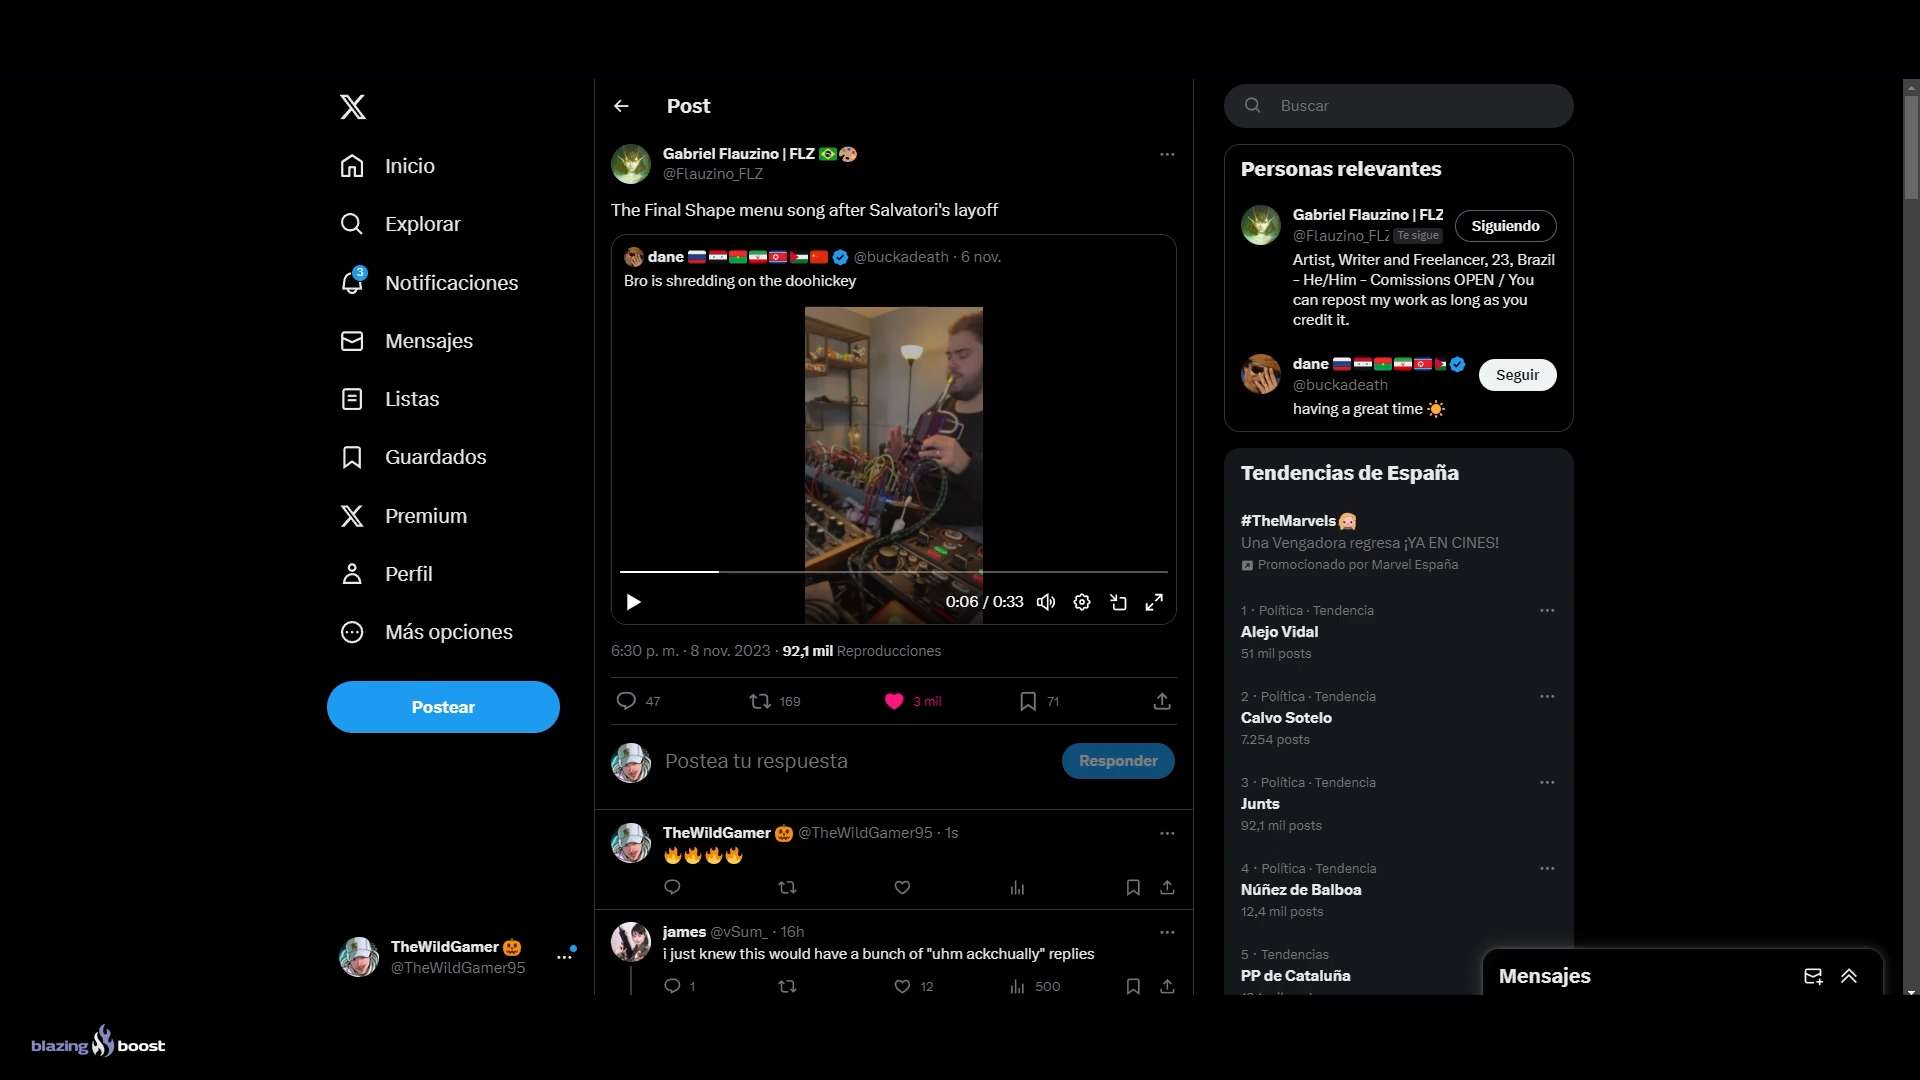 Inicio
Explorar
3
Notificaciones
Mensajes
Listas
Guardados
Premium
Perfil
Más opciones
Postear
TheWildGamer 🎃
@TheWildGamer95
Post
Gabriel Flauzino | FLZ 🇧🇷🎨
@Flauzino_FLZ
The Final Shape menu song after Salvatori's layoff
dane @buckadeath · 6 nov.
Bro is shredding on the doohickey
0:06 / 0:33
6:30 p. m. · 8 nov. 2023 · 92,1 mil Reproducciones
47
169
3 mil
71
Postea tu respuesta
Responder
TheWildGamer 🎃 @TheWildGamer95 · 1s
🔥🔥🔥🔥
james @vSum_ · 16h
i just knew this would have a bunch of "uhm ackchually" replies
1
12
500
Buscar
Personas relevantes
Gabriel Flauzino | FLZ
@Flauzino_FLZ Te sigue
Siguiendo
Artist, Writer and Freelancer, 23, Brazil
- He/Him - Comissions OPEN / You
can repost my work as long as you
credit it.
dane
@buckadeath
Seguir
having a great time ☀️
Tendencias de España
#TheMarvels
Una Vengadora regresa ¡YA EN CINES!
Promocionado por Marvel España
1 · Política · Tendencia
Alejo Vidal
51 mil posts
2 · Política · Tendencia
Calvo Sotelo
7.254 posts
3 · Política · Tendencia
Junts
92,1 mil posts
4 · Política · Tendencia
Núñez de Balboa
12,4 mil posts
5 · Tendencias
PP de Cataluña
Mensajes
blazing boost